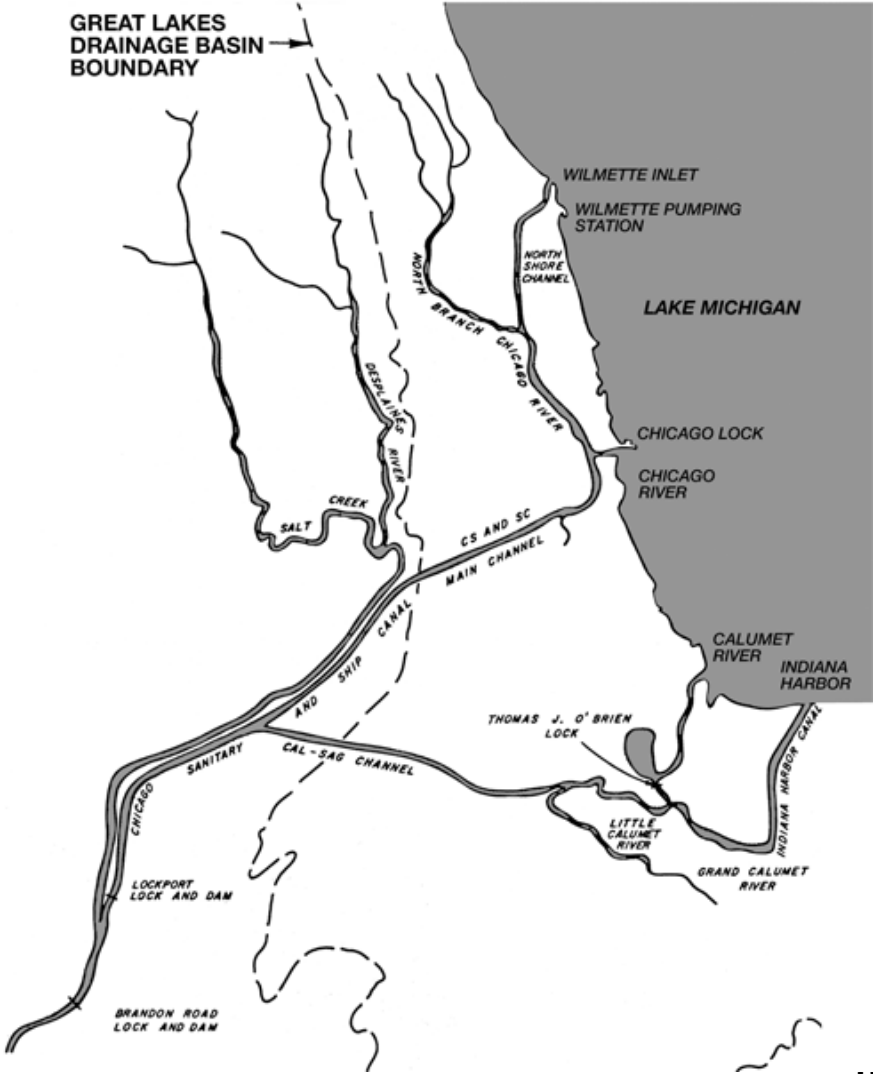 GREAT LAKES
DRAINAGE BASIN
BOUNDARY
WILMETTE INLET
WILMETTE PUMPING
STATION
NORTH
SHORE
CHANNEL
NORTH BRANCH CHICAGO RIVER
LAKE MICHIGAN
DESPLAINES RIVER
CHICAGO LOCK
CHICAGO
RIVER
SALT CREEK
CS AND SC
MAIN CHANNEL
CALUMET
RIVER
INDIANA
HARBOR
THOMAS J. O'BRIEN
LOCK
CHICAGO SANITARY AND SHIP CANAL
CAL-SAG CHANNEL
INDIANA HARBOR CANAL
LITTLE
CALUMET
RIVER
GRAND CALUMET
RIVER
LOCKPORT
LOCK AND DAM
BRANDON ROAD
LOCK AND DAM